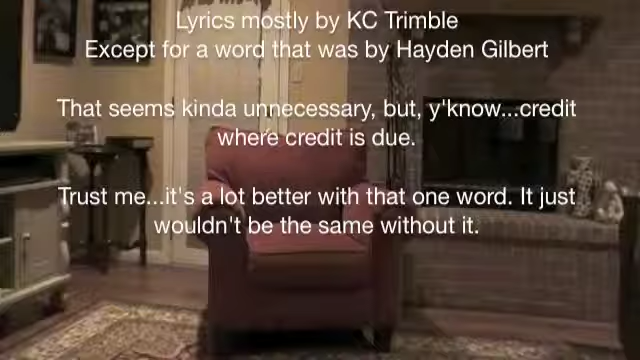 Lyrics mostly by KC Trimble
Except for a word that was by Hayden Gilbert
That seems kinda unnecessary, but, y'know...credit
where credit is due.
Trust me...it's a lot better with that one word. It just
wouldn't be the same without it.